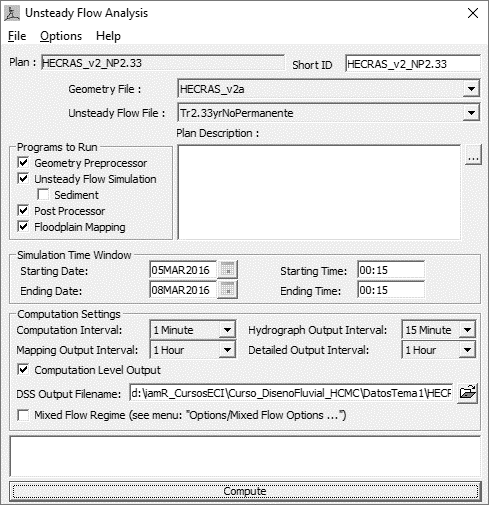 Unsteady Flow Analysis
File Options Help
Plan : HECRAS_v2_NP2.33 Short ID HECRAS_v2_NP2.33
Geometry File : HECRAS_v2a
Unsteady Flow File : Tr2.33yrNoPermanente
Plan Description :
Programs to Run
Geometry Preprocessor
Unsteady Flow Simulation
Sediment
Post Processor
Floodplain Mapping
...
Simulation Time Window
Starting Date: 05MAR2016 Starting Time: 00:15
Ending Date: 08MAR2016 Ending Time: 00:15
Computation Settings
Computation Interval: 1 Minute Hydrograph Output Interval: 15 Minute
Mapping Output Interval: 1 Hour Detailed Output Interval: 1 Hour
Computation Level Output
DSS Output Filename: d:\jamR_CursosECI\Curso_DisenoFluvial_HCMC\DatosTema1\HECF
Mixed Flow Regime (see menu: "Options/Mixed Flow Options ...")
Compute